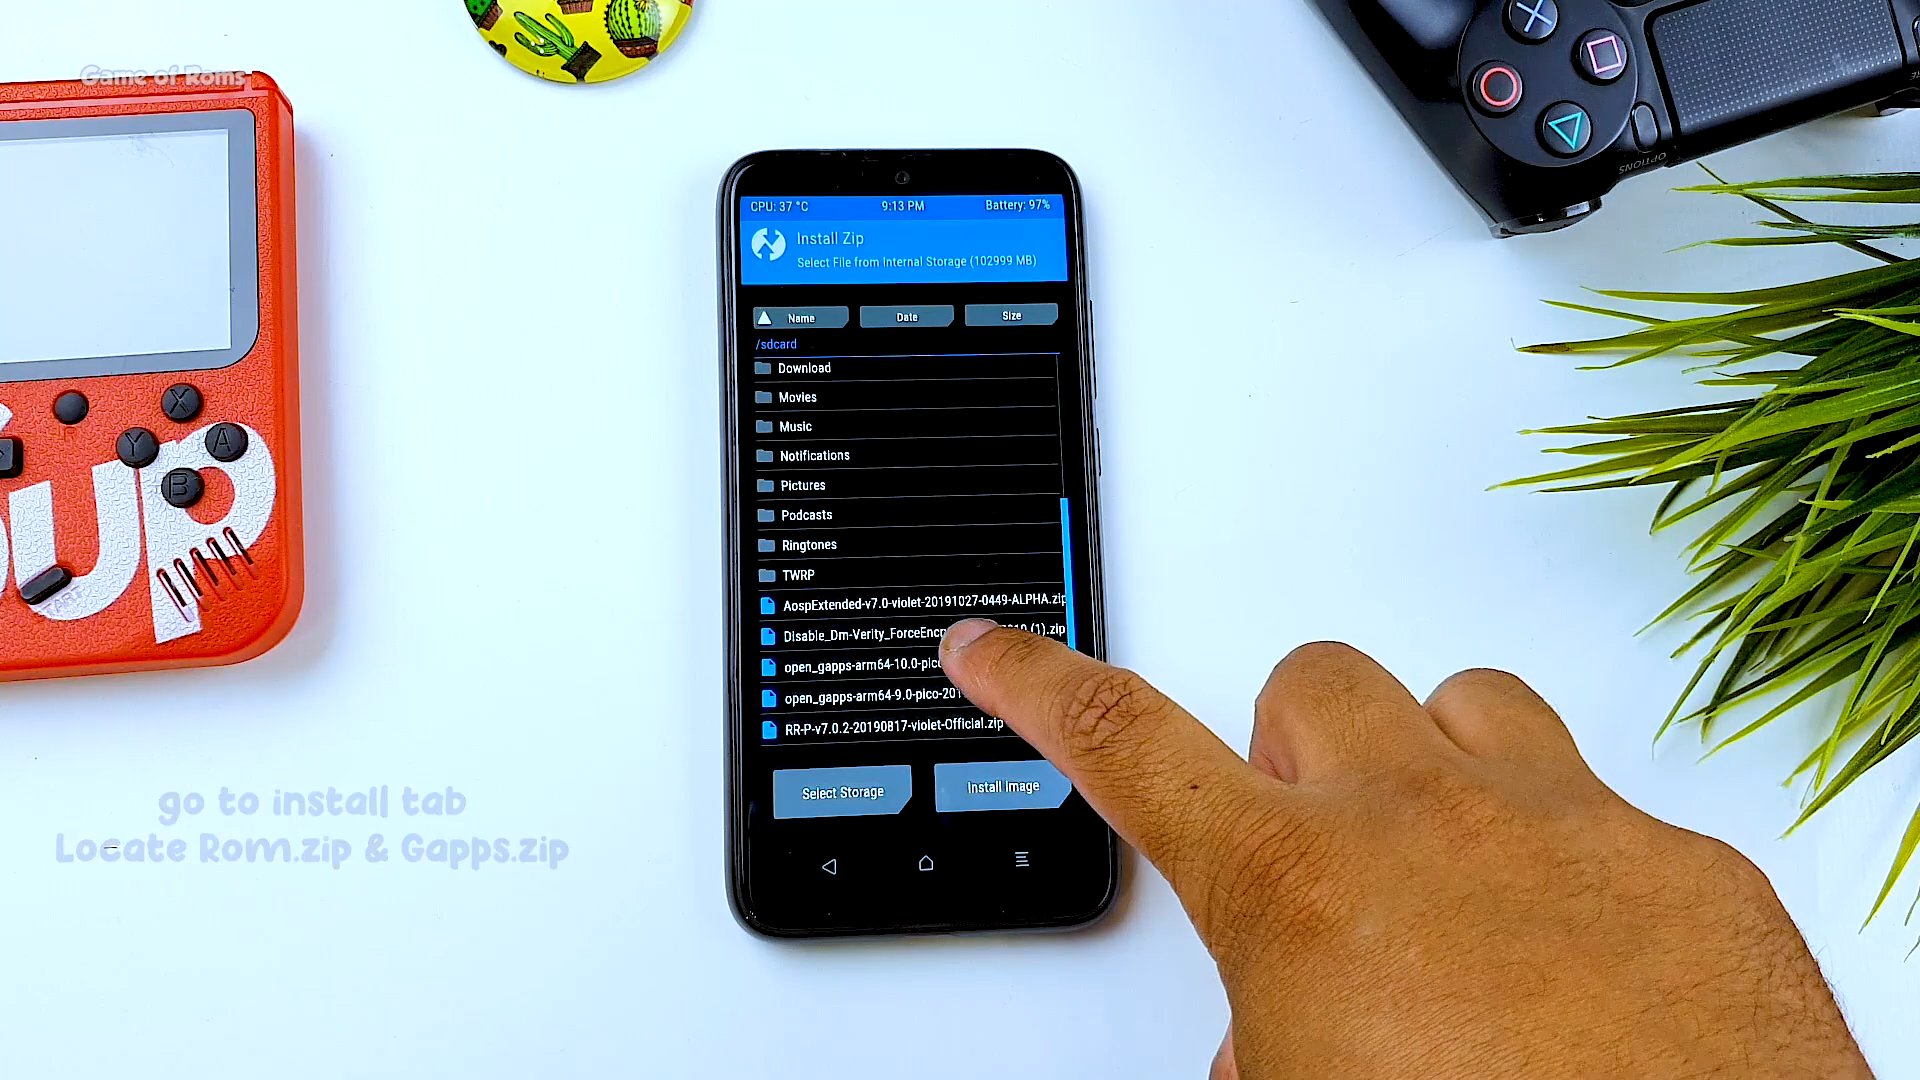 Game of Roms
OPTIONS
CPU: 37 °C 9:13 PM Battery: 97%
Install Zip
Select File from Internal Storage (102999 MB)
Name Date Size
/sdcard
Download
Movies
Music
Notifications
Pictures
Podcasts
Ringtones
TWRP
AospExtended-v7.0-violet-20191027-0449-ALPHA.zip
Disable_Dm-Verity_ForceEnc (1).zip
open_gapps-arm64-10.0-pico
open_gapps-arm64-9.0-pico-201
RR-P-v7.0.2-20190817-violet-Official.zip
Select Storage Install Image
X
Y A
B
up
go to install tab
Locate Rom.zip & Gapps.zip